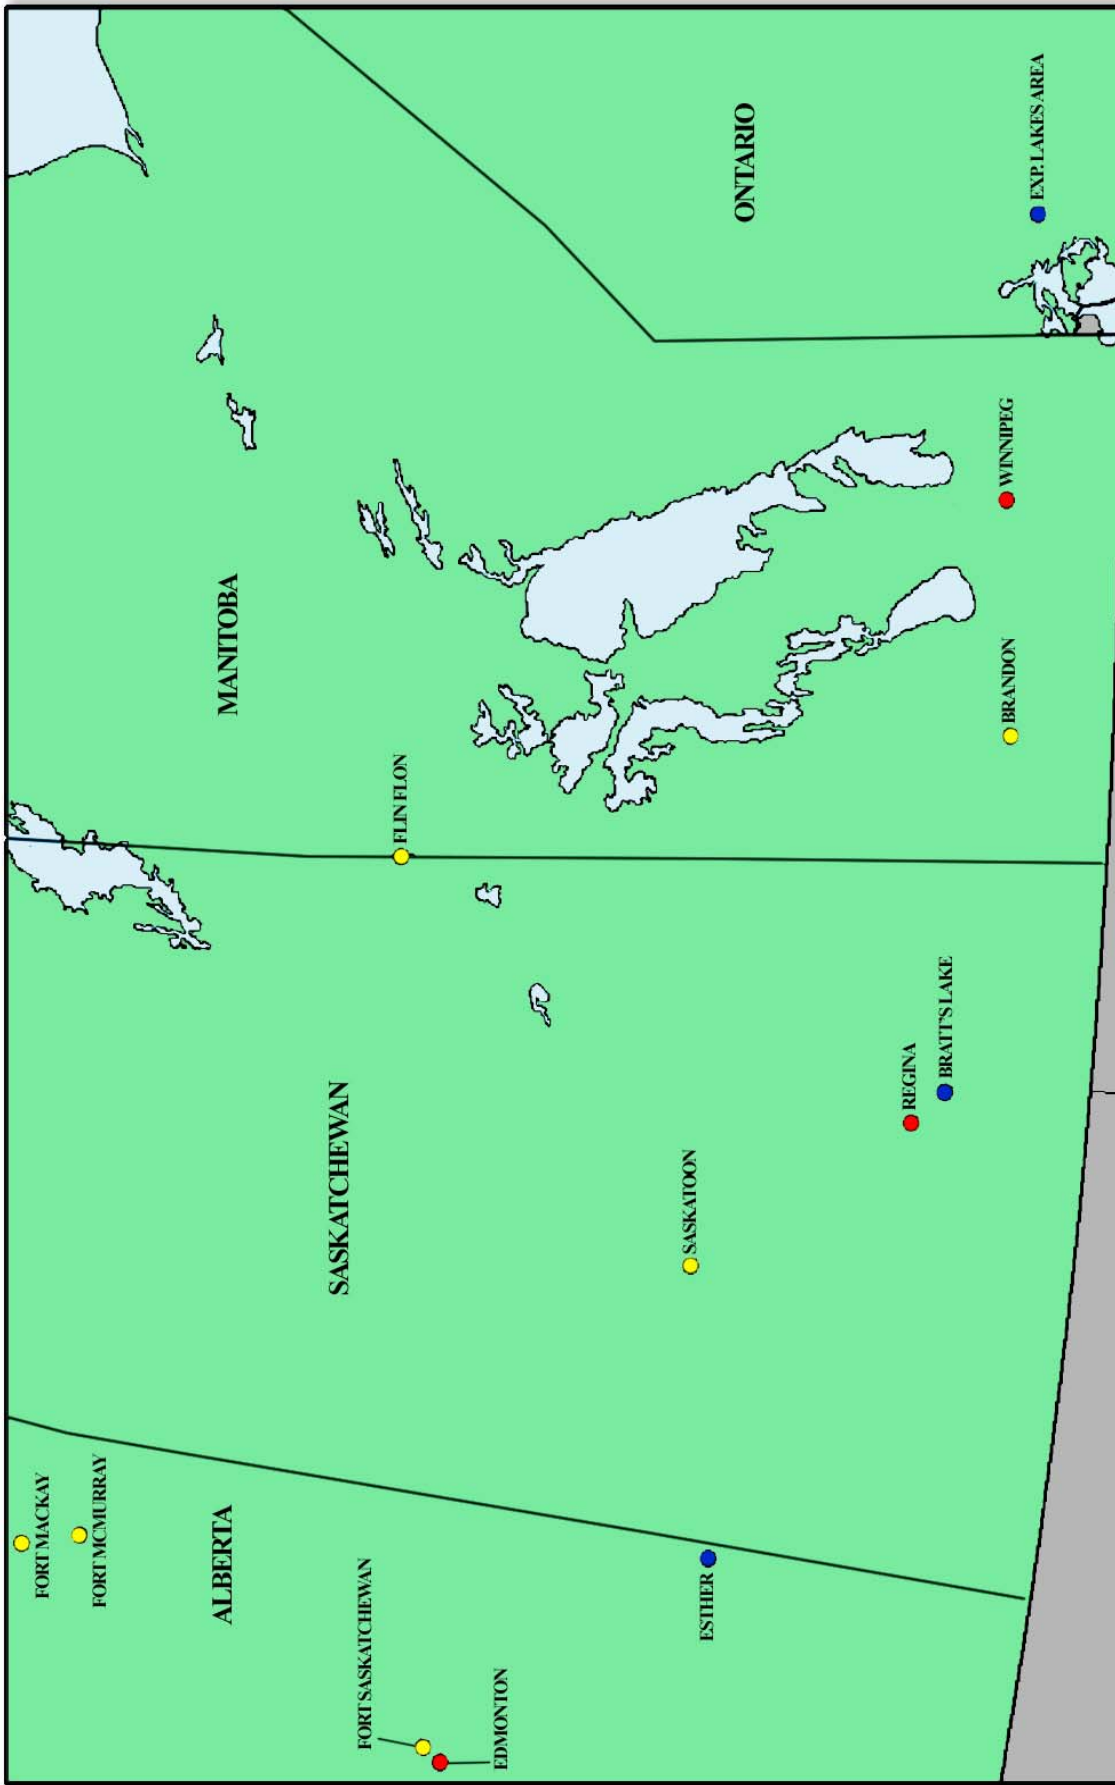 FORT MACKAY
FORT MCMURRAY
ALBERTA
FORT SASKATCHEWAN
EDMONTON
ESTHER
SASKATCHEWAN
SASKATOON
REGINA
BRATT'S LAKE
MANITOBA
FLIN FLON
BRANDON
WINNIPEG
ONTARIO
EXP. LAKES AREA